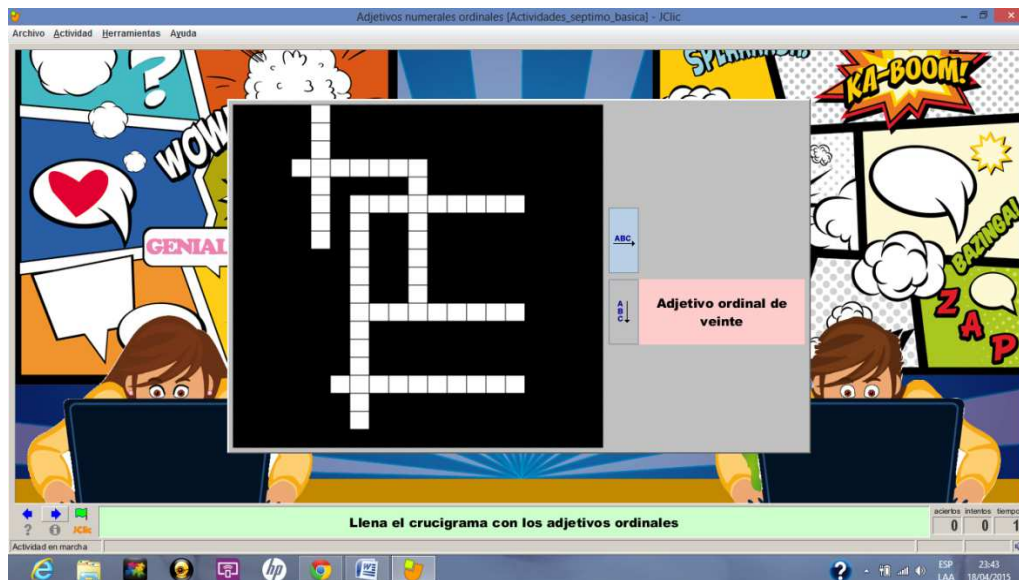 Adjetivos numerales ordinales [Actividades_septimo_basica] - JClic
Archivo Actividad Herramientas Ayuda
KA-BOOM!
WOW!
GENIAL
BAZINGA!
ZAP
ABC
Adjetivo ordinal de
veinte
A
B
C
Llena el crucigrama con los adjetivos ordinales
aciertos intentos tiempo
0 0 1
JClic
Actividad en marcha
hp
ESP
LAA
23:43
18/04/2015